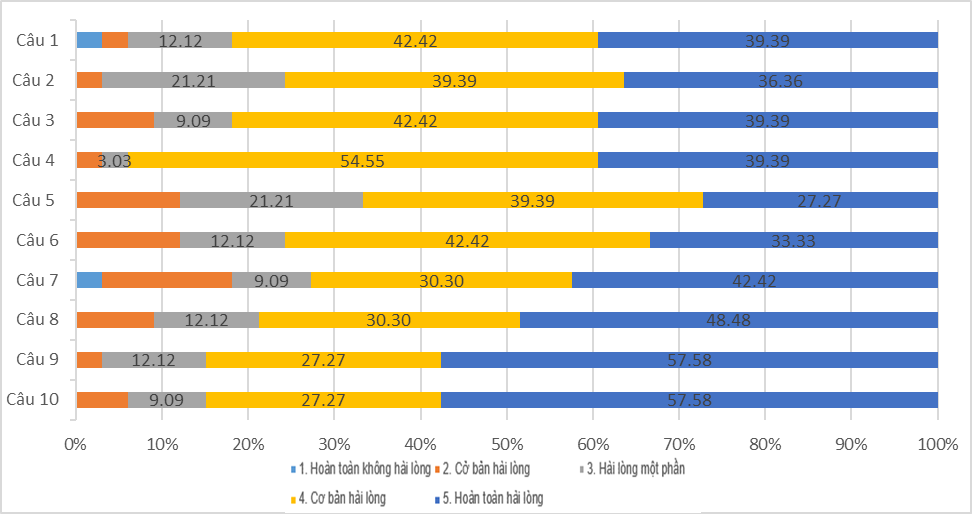 Câu 1 12.12 42.42 39.39
Câu 2 21.21 39.39 36.36
Câu 3 9.09 42.42 39.39
Câu 4 3.03 54.55 39.39
Câu 5 21.21 39.39 27.27
Câu 6 12.12 42.42 33.33
Câu 7 9.09 30.30 42.42
Câu 8 12.12 30.30 48.48
Câu 9 12.12 27.27 57.58
Câu 10 9.09 27.27 57.58
0% 10% 20% 30% 40% 50% 60% 70% 80% 90% 100%
1. Hoàn toàn không hài lòng 2. Cở bản hài lòng 3. Hài lòng một phần
4. Cơ bản hài lòng 5. Hoàn toàn hài lòng